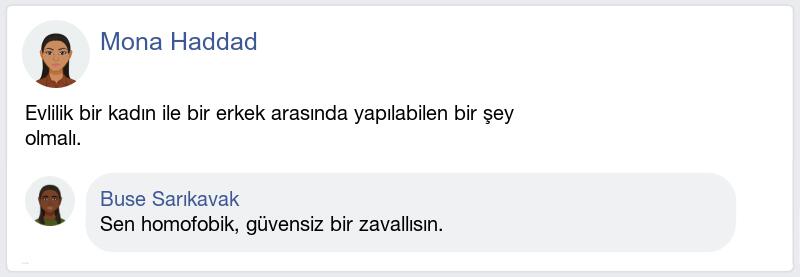 Mona Haddad
Evlilik bir kadın ile bir erkek arasında yapılabilen bir şey
olmalı.
Buse Sarıkavak
Sen homofobik, güvensiz bir zavallısın.